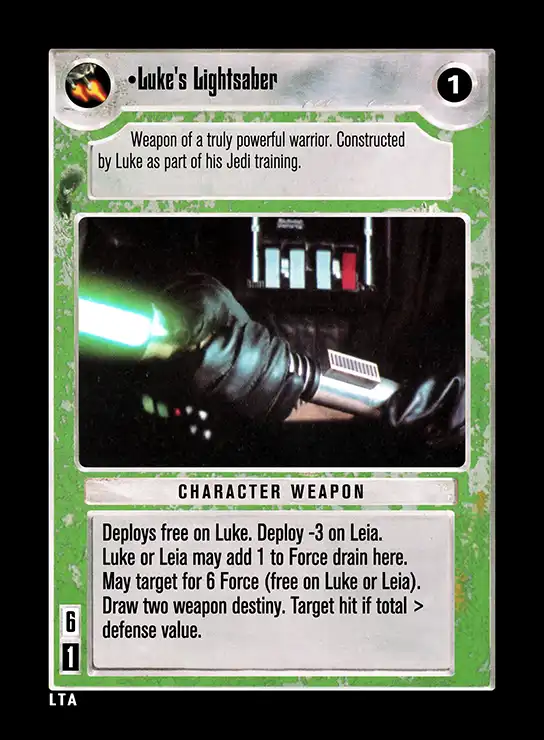 •Luke's Lightsaber
1
Weapon of a truly powerful warrior. Constructed
by Luke as part of his Jedi training.
CHARACTER WEAPON
Deploys free on Luke. Deploy -3 on Leia.
Luke or Leia may add 1 to Force drain here.
May target for 6 Force (free on Luke or Leia).
Draw two weapon destiny. Target hit if total >
defense value.
6
1
LTA